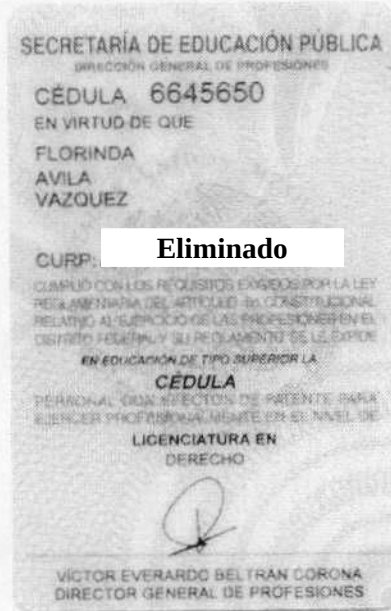 SECRETARÍA DE EDUCACIÓN PÚBLICA
DIRECCIÓN GENERAL DE PROFESIONES
CÉDULA 6645650
EN VIRTUD DE QUE
FLORINDA
AVILA
VAZQUEZ
CURP: Eliminado
CUMPLIÓ CON LOS REQUISITOS EXIGIDOS POR LA LEY
REGLAMENTARIA DEL ARTÍCULO 5o. CONSTITUCIONAL
RELATIVO AL EJERCICIO DE LAS PROFESIONES EN EL
DISTRITO FEDERAL Y SU REGLAMENTO SE LE EXPIDE
EN EDUCACIÓN DE TIPO SUPERIOR LA
CÉDULA
PERSONAL CON EFECTOS DE PATENTE PARA
EJERCER PROFESIONALMENTE EN EL NIVEL DE
LICENCIATURA EN
DERECHO
VÍCTOR EVERARDO BELTRÁN CORONA
DIRECTOR GENERAL DE PROFESIONES